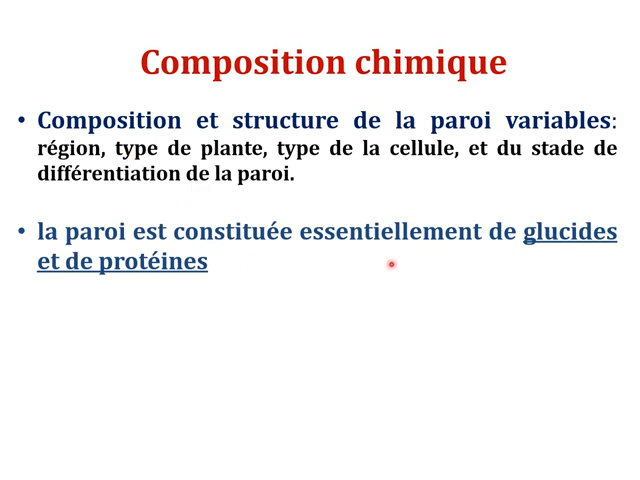 Composition chimique
• Composition et structure de la paroi variables:
région, type de plante, type de la cellule, et du stade de
différentiation de la paroi.
• la paroi est constituée essentiellement de glucides
et de protéines